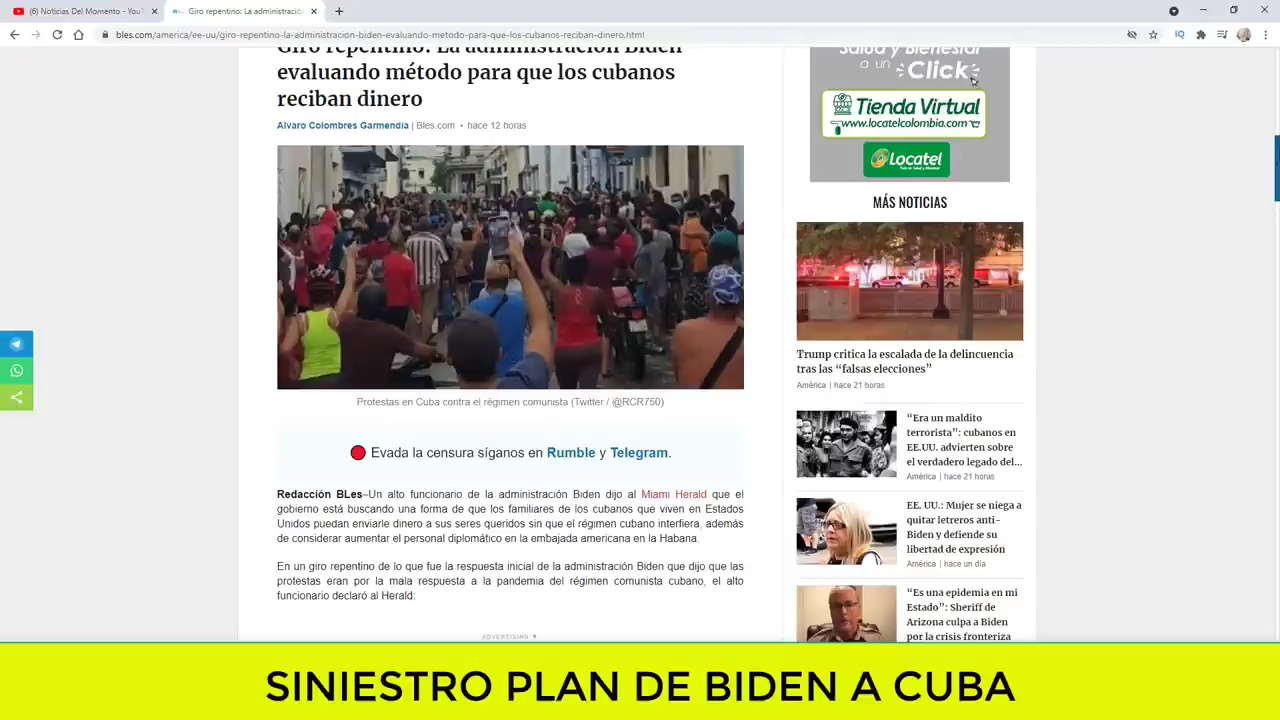 (6) Noticias Del Momento - You
Giro repentino: La administració
bles.com/america/ee-uu/giro-repentino-la-administracion-biden-evaluando-metodo-para-que-los-cubanos-reciban-dinero.html
IQ
Giro repentino: La administración Biden
evaluando método para que los cubanos
reciban dinero
Alvaro Colombres Garmendia | Bles.com • hace 12 horas
Protestas en Cuba contra el régimen comunista (Twitter / @RCR750)
Evada la censura síganos en Rumble y Telegram.
Redacción BLes–Un alto funcionario de la administración Biden dijo al Miami Herald que el
gobierno está buscando una forma de que los familiares de los cubanos que viven en Estados
Unidos puedan enviarle dinero a sus seres queridos sin que el régimen cubano interfiera, además
de considerar aumentar el personal diplomático en la embajada americana en la Habana.
En un giro repentino de lo que fue la respuesta inicial de la administración Biden que dijo que las
protestas eran por la mala respuesta a la pandemia del régimen comunista cubano, el alto
funcionario declaró al Herald:
ADVERTISING
Salud y Bienestar
a un Click
Tienda Virtual
www.locatelcolombia.com
Locatel
MÁS NOTICIAS
Trump critica la escalada de la delincuencia
tras las “falsas elecciones”
América | hace 21 horas
“Era un maldito
terrorista”: cubanos en
EE.UU. advierten sobre
el verdadero legado del...
América | hace 21 horas
EE. UU.: Mujer se niega a
quitar letreros anti-
Biden y defiende su
libertad de expresión
América | hace un día
“Es una epidemia en mi
Estado”: Sheriff de
Arizona culpa a Biden
por la crisis fronteriza
SINIESTRO PLAN DE BIDEN A CUBA